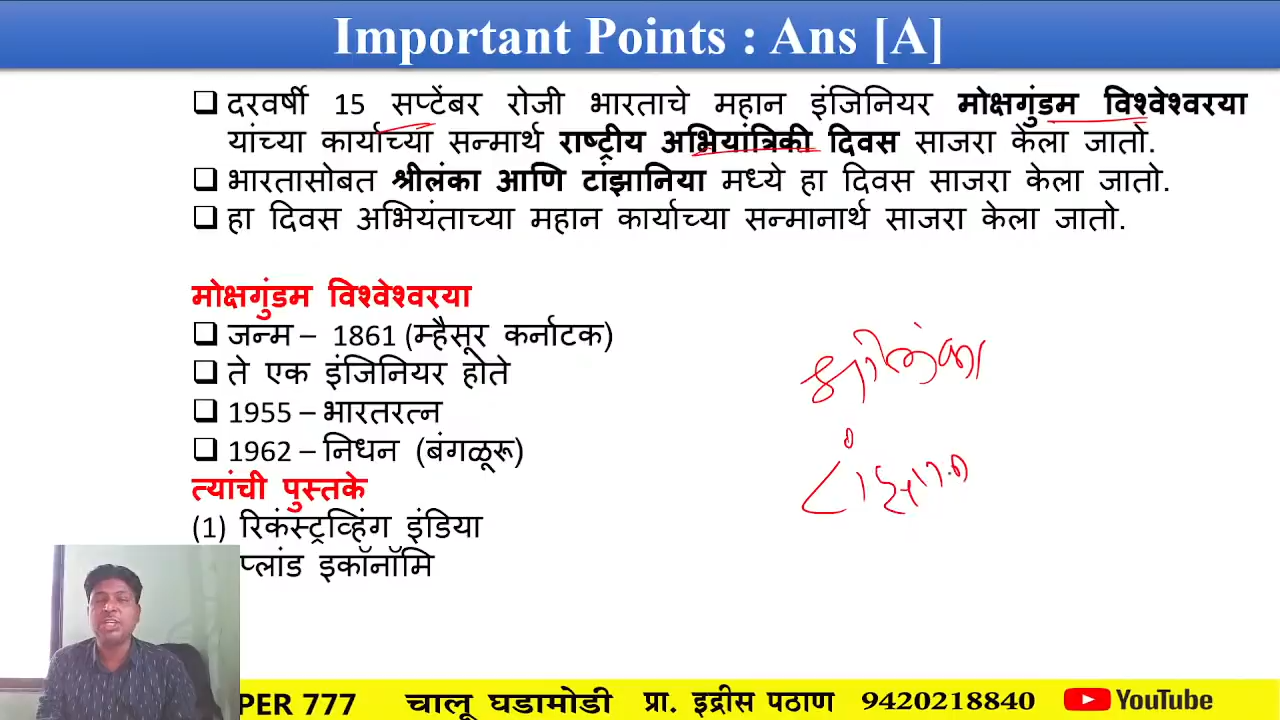 Important Points : Ans [A]
❑ दरवर्षी 15 सप्टेंबर रोजी भारताचे महान इंजिनियर मोक्षगुंडम विश्वेश्वरया
यांच्या कार्याच्या सन्मार्थ राष्ट्रीय अभियांत्रिकी दिवस साजरा केला जातो.
❑ भारतासोबत श्रीलंका आणि टांझानिया मध्ये हा दिवस साजरा केला जातो.
❑ हा दिवस अभियंताच्या महान कार्याच्या सन्मानार्थ साजरा केला जातो.
मोक्षगुंडम विश्वेश्वरया
❑ जन्म – 1861 (म्हैसूर कर्नाटक)
❑ ते एक इंजिनियर होते
❑ 1955 – भारतरत्न
❑ 1962 – निधन (बंगळूरू)
त्यांची पुस्तके
(1) रिकंस्ट्रव्हिंग इंडिया
प्लांड इकॉनॉमि
श्रीलंका
PER 777 चालू घडामोडी प्रा. इद्रीस पठाण 9420218840 YouTube